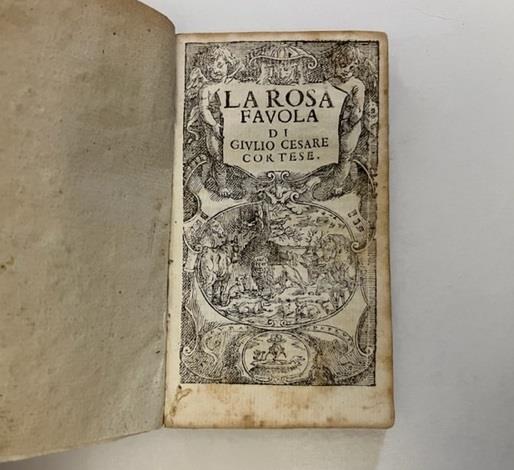 LA ROSA
FAVOLA
DI
GIVLIO CESARE
CORTESE.